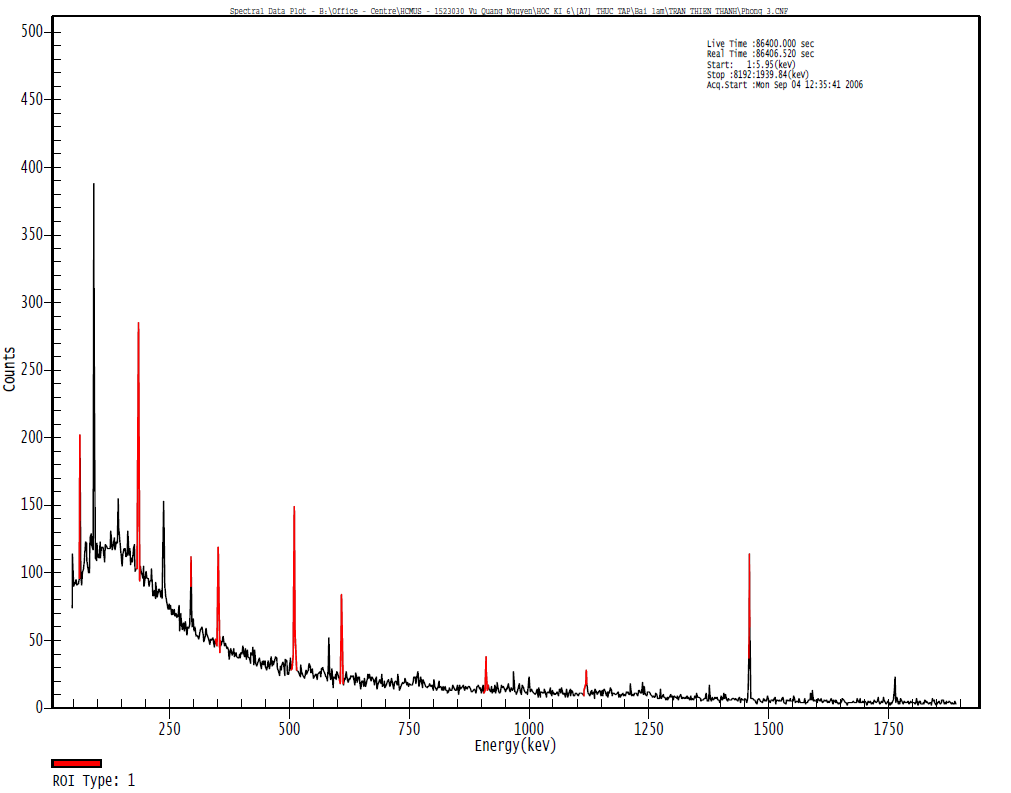 Spectral Data Plot - B:\Office - Centre\HCMUS - 1523030 Vu Quang Nguyen\HOC KI 6\[A7] THUC TAP\Bai lam\TRAN THIEN THANH\Phong 3.CNF
500
Live Time :86400.000 sec
Real Time :86406.520 sec
Start:   1:5.95(keV)
Stop :8192:1939.84(keV)
Acq.Start :Mon Sep 04 12:35:41 2006
450
400
350
300
250
200
150
100
50
0
Counts
250 500 750 1000 1250 1500 1750
Energy(keV)
ROI Type: 1